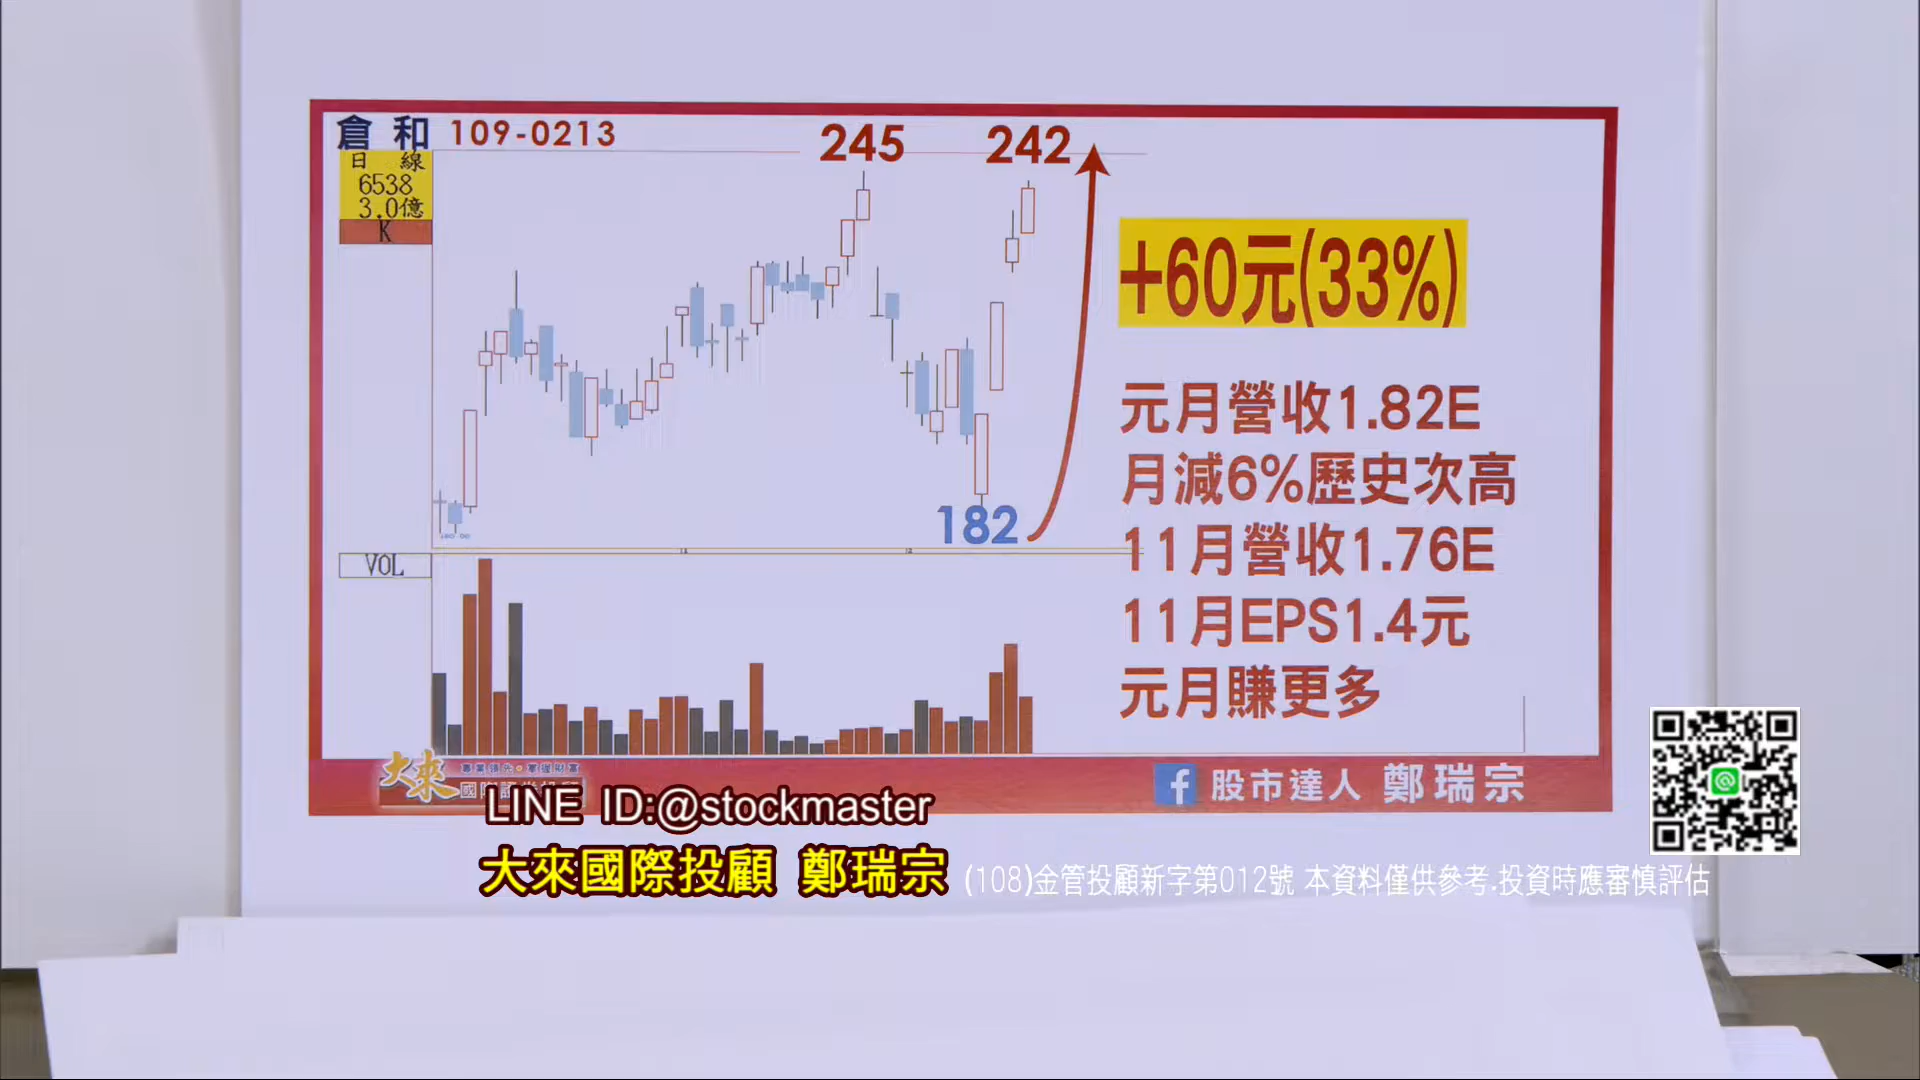 倉和 109-0213
日 線
6538
3.0億
K
245
242
+60元(33%)
元月營收1.82E
月減6%歷史次高
11月營收1.76E
11月EPS1.4元
元月賺更多
182
VOL
大來
股市達人 鄭瑞宗
LINE ID:@stockmaster
大來國際投顧 鄭瑞宗
(108)金管投顧新字第012號 本資料僅供參考.投資時應審慎評估